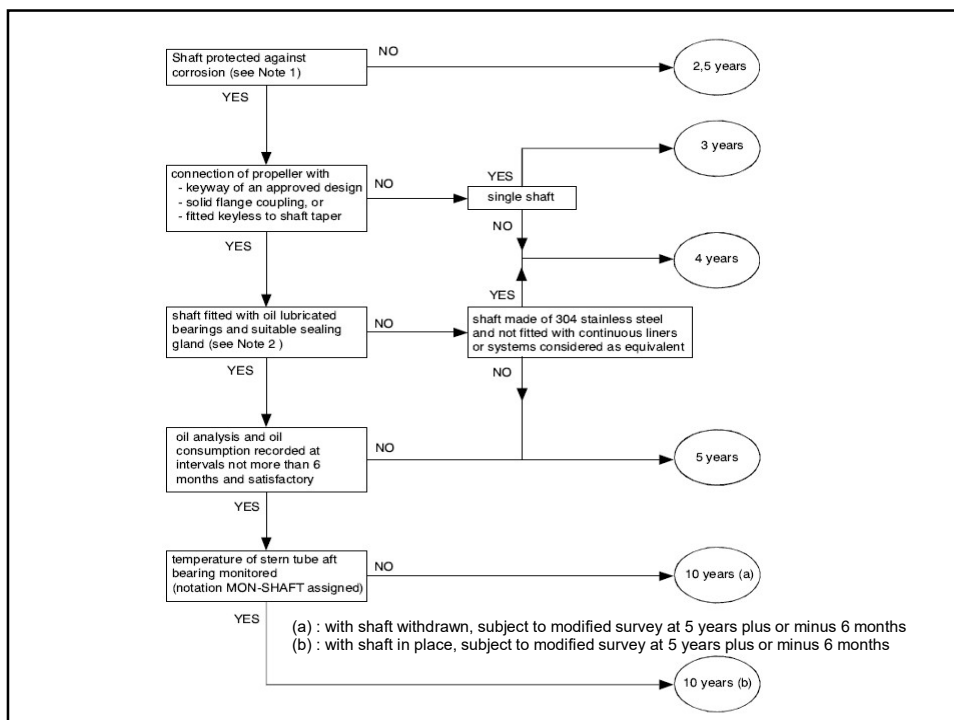 Shaft protected against
corrosion (see Note 1)
NO
2,5 years
YES
3 years
connection of propeller with
- keyway of an approved design
- solid flange coupling, or
- fitted keyless to shaft taper
NO
YES
single shaft
NO
YES
4 years
YES
shaft fitted with oil lubricated
bearings and suitable sealing
gland (see Note 2 )
NO
shaft made of 304 stainless steel
and not fitted with continuous liners
or systems considered as equivalent
YES
NO
oil analysis and oil
consumption recorded at
intervals not more than 6
months and satisfactory
NO
5 years
YES
temperature of stern tube aft
bearing monitored
(notation MON-SHAFT assigned)
NO
10 years (a)
YES
(a) : with shaft withdrawn, subject to modified survey at 5 years plus or minus 6 months
(b) : with shaft in place, subject to modified survey at 5 years plus or minus 6 months
10 years (b)